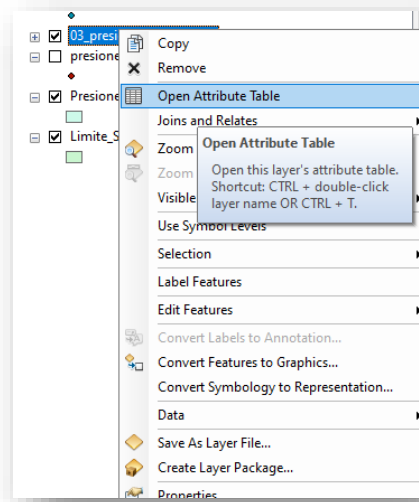 03_presi
Copy
presione
Remove
Presione
Open Attribute Table
Joins and Relates
Limite_S
Zoom
Open Attribute Table
Open this layer's attribute table.
Shortcut: CTRL + double-click
layer name OR CTRL + T.
Zoom
Visible
Use Symbol Levels
Selection
Label Features
Edit Features
Convert Labels to Annotation...
Convert Features to Graphics...
Convert Symbology to Representation...
Data
Save As Layer File...
Create Layer Package...
Properties